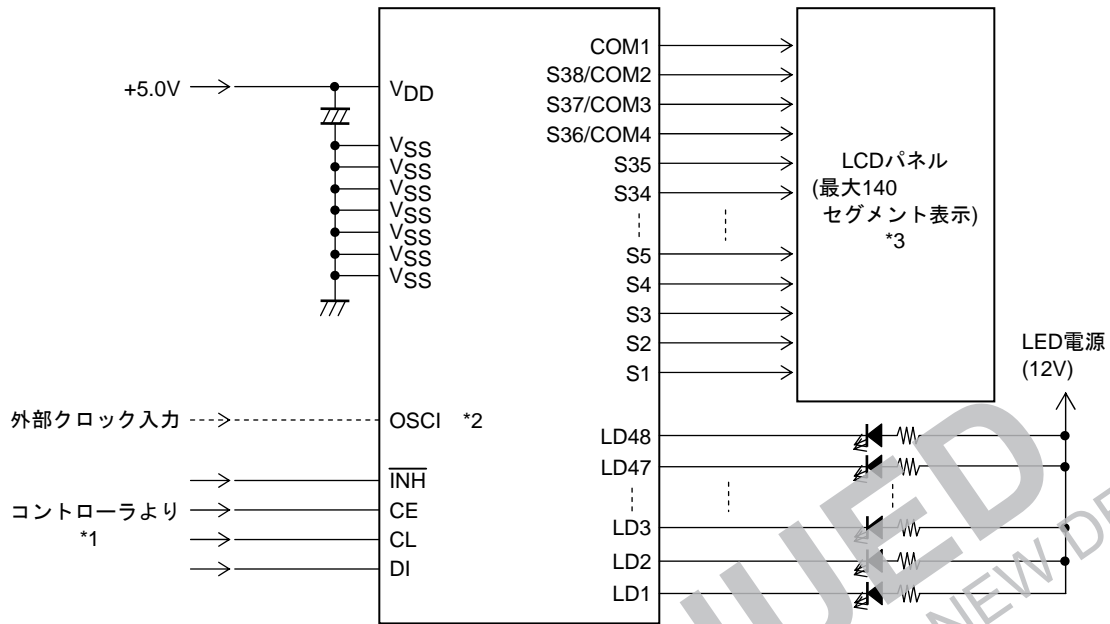 +5.0V
VDD
VSS
VSS
VSS
VSS
VSS
VSS
VSS
外部クロック入力
OSCI *2
コントローラより
*1
INH
CE
CL
DI
COM1
S38/COM2
S37/COM3
S36/COM4
S35
S34
S5
S4
S3
S2
S1
LD48
LD47
LD3
LD2
LD1
LCDパネル
(最大140
セグメント表示)
*3
LED電源
(12V)
UED
NEW DE